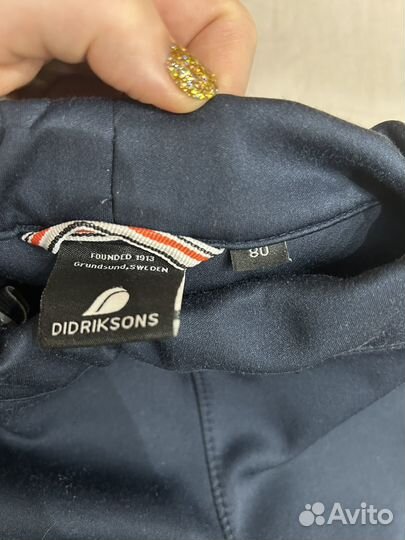 FOUNDED 1913
Grundsund, SWEDEN
DIDRIKSONS
80
Avito